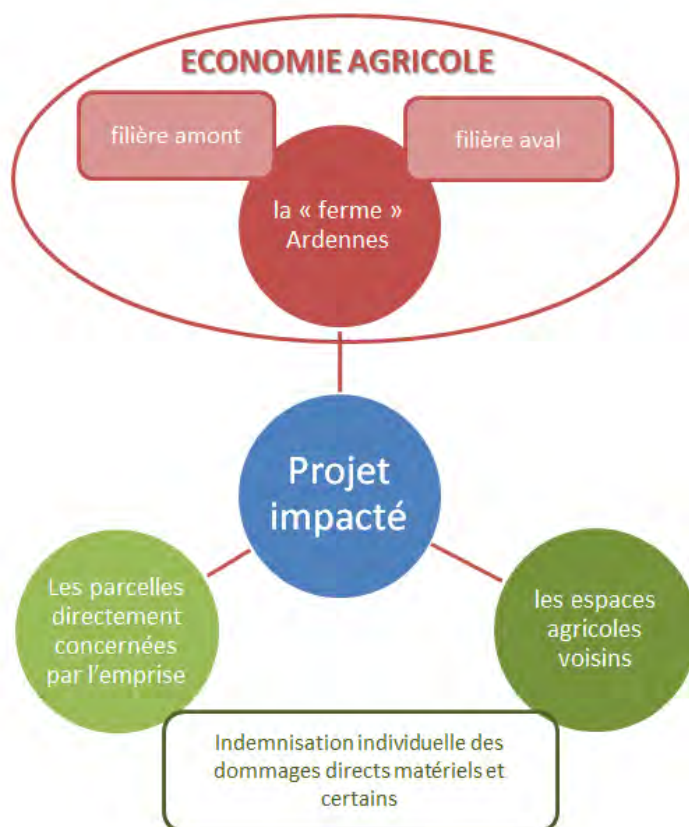 ECONOMIE AGRICOLE
filière amont
filière aval
la « ferme »
Ardennes
Projet
impacté
Les parcelles
directement
concernées
par l'emprise
les espaces
agricoles
voisins
Indemnisation individuelle des
dommages directs matériels et
certains